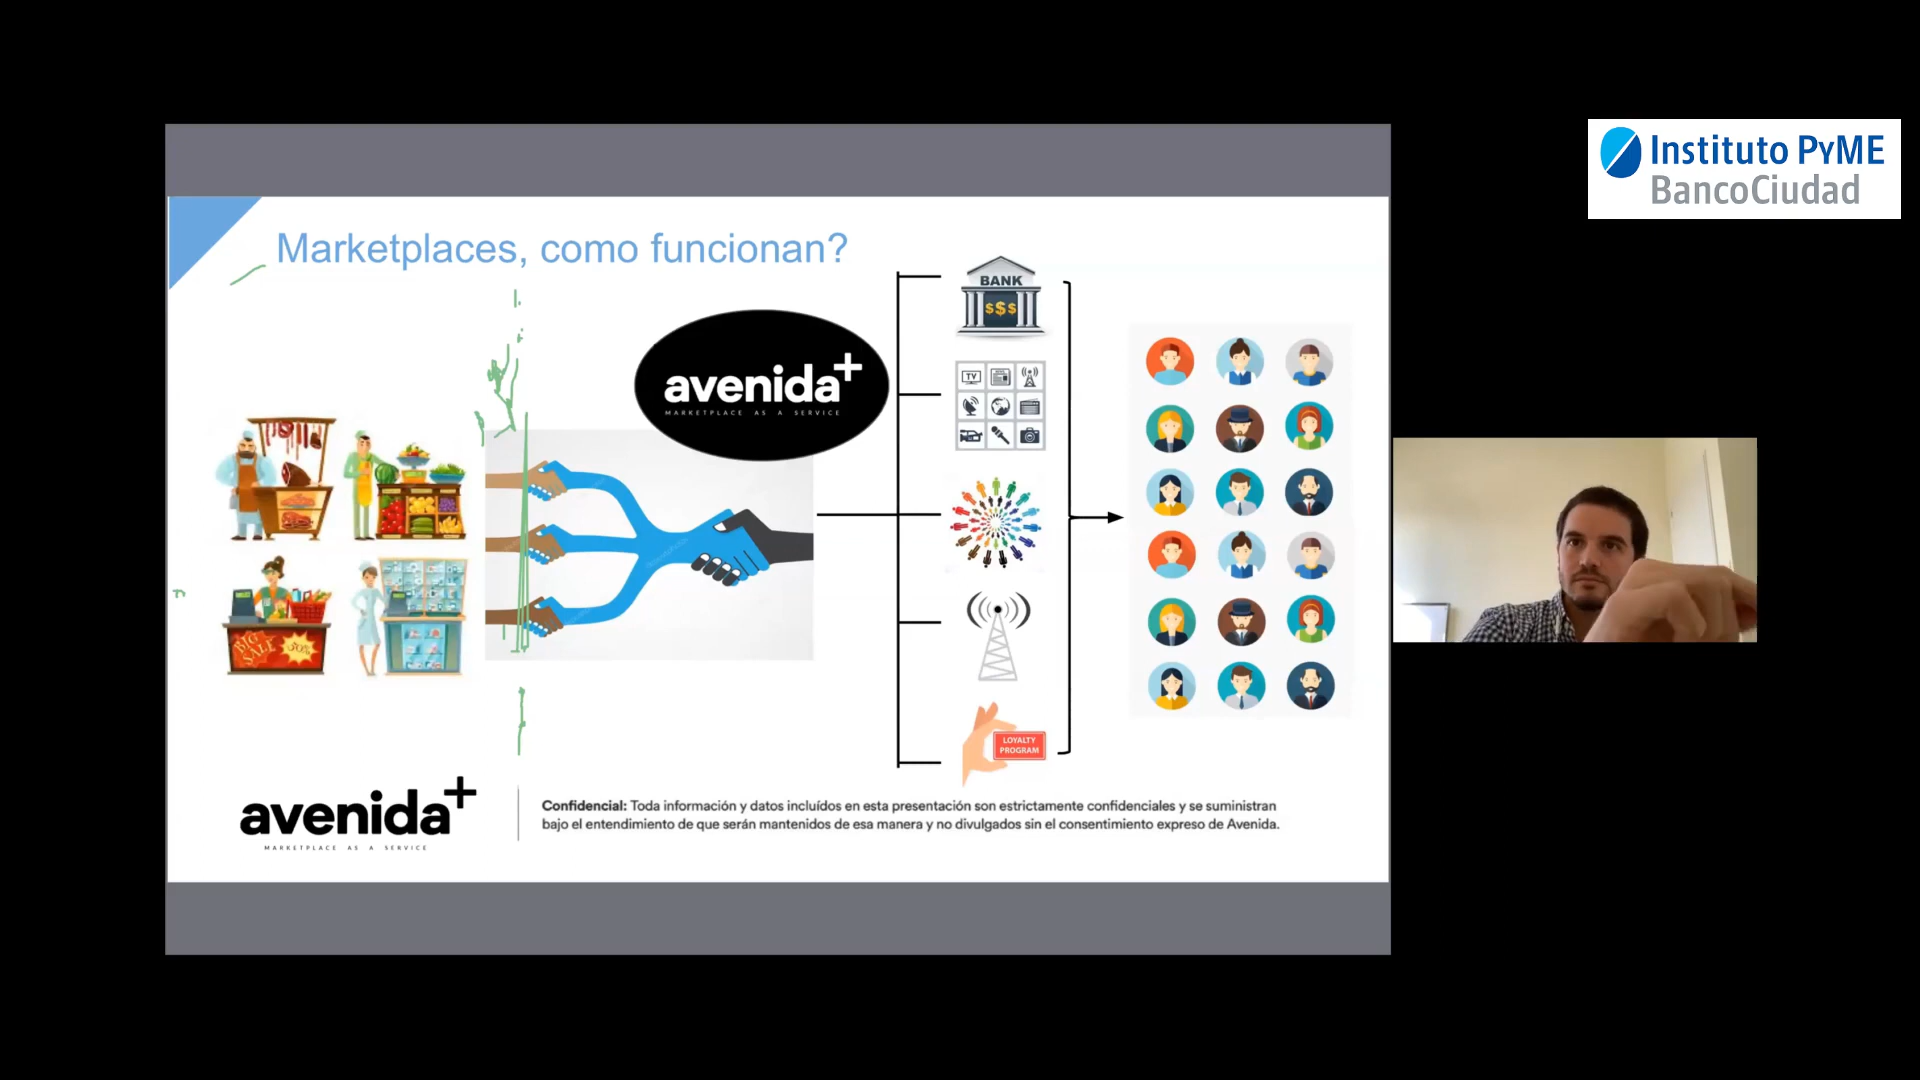 Instituto PyME
BancoCiudad
Marketplaces, como funcionan?
BANK
$$$
TV
avenida+
MARKETPLACE AS A SERVICE
BIG SALE
LOYALTY
PROGRAM
avenida+
MARKETPLACE AS A SERVICE
Confidencial: Toda información y datos incluídos en esta presentación son estrictamente confidenciales y se suministran
bajo el entendimiento de que serán mantenidos de esa manera y no divulgados sin el consentimiento expreso de Avenida.